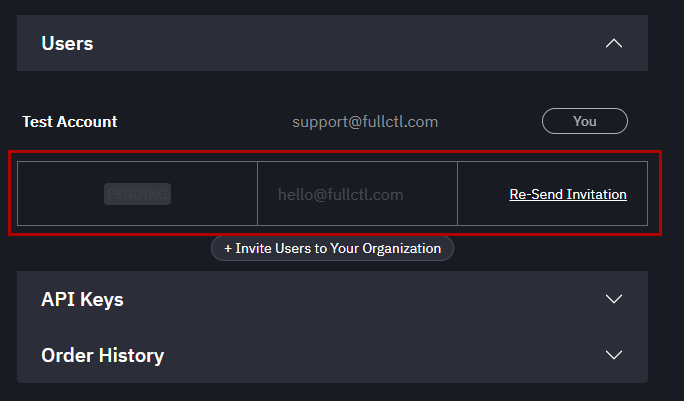 Users
Test Account support@fullctl.com You
PENDING hello@fullctl.com Re-Send Invitation
+ Invite Users to Your Organization
API Keys
Order History